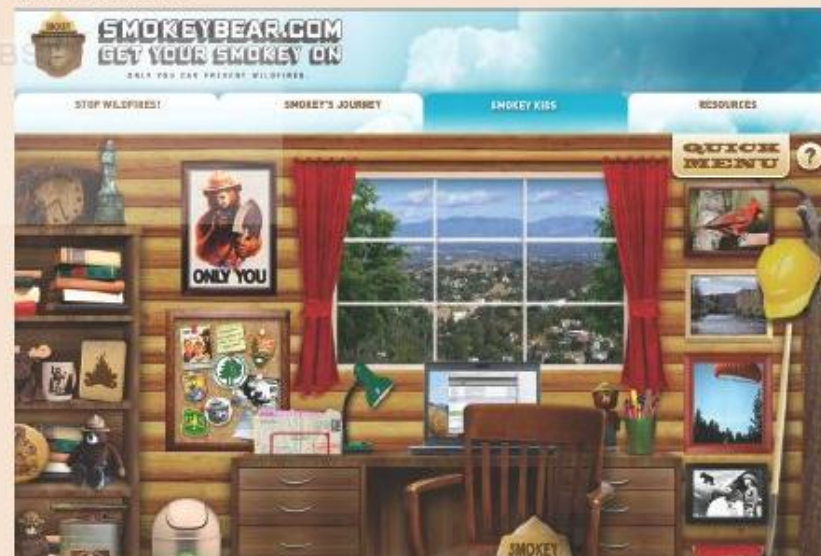 SMOKEY
SMOKEYBEAR.COM
GET YOUR SMOKEY ON
ONLY YOU CAN PREVENT WILDFIRES.
STOP WILDFIRES!
SMOKEY'S JOURNEY
SMOKEY KIDS
RESOURCES
QUICK
MENU
?
ONLY YOU
SMOKEY